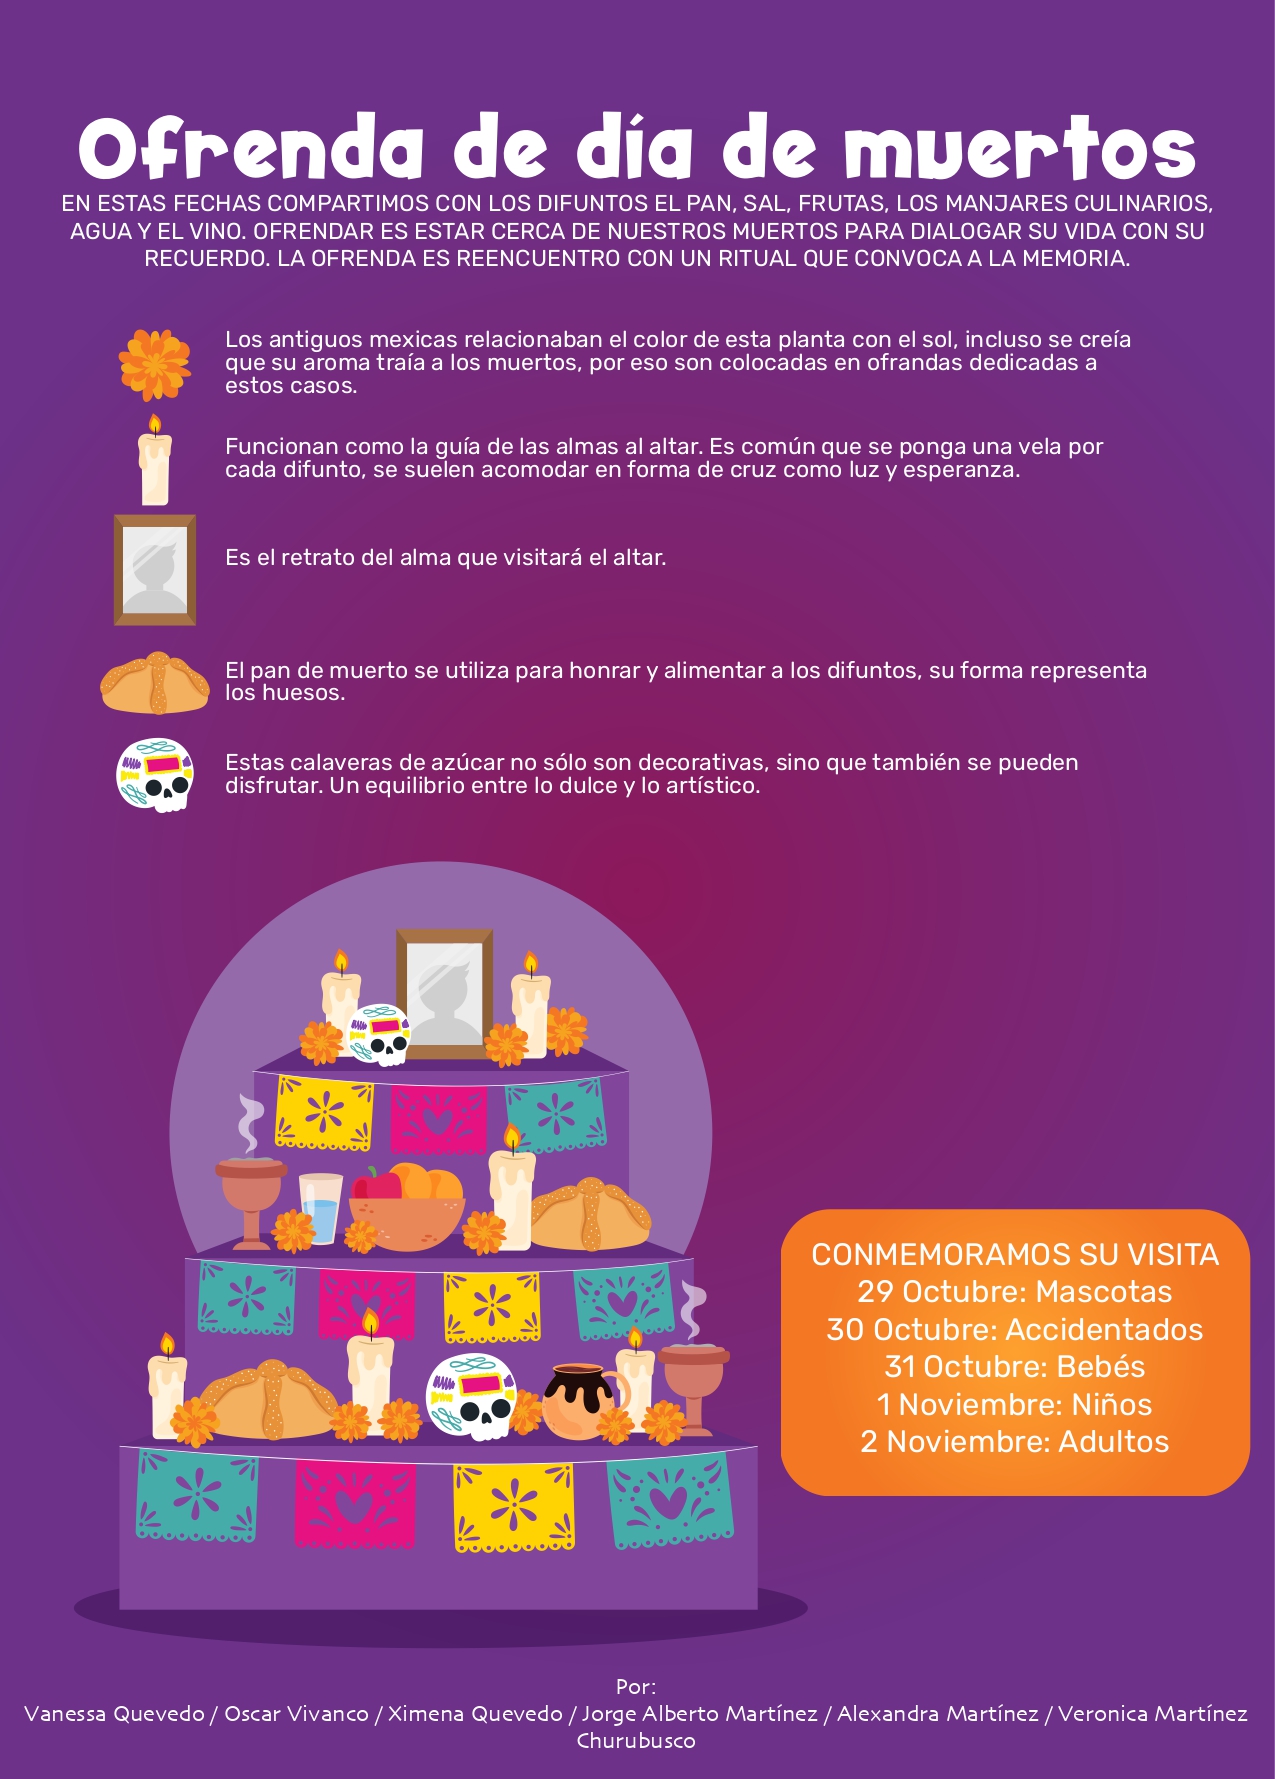 Ofrenda de día de muertos
EN ESTAS FECHAS COMPARTIMOS CON LOS DIFUNTOS EL PAN, SAL, FRUTAS, LOS MANJARES CULINARIOS,
AGUA Y EL VINO. OFRENDAR ES ESTAR CERCA DE NUESTROS MUERTOS PARA DIALOGAR SU VIDA CON SU
RECUERDO. LA OFRENDA ES REENCUENTRO CON UN RITUAL QUE CONVOCA A LA MEMORIA.
Los antiguos mexicas relacionaban el color de esta planta con el sol, incluso se creía
que su aroma traía a los muertos, por eso son colocadas en ofrandas dedicadas a
estos casos.
Funcionan como la guía de las almas al altar. Es común que se ponga una vela por
cada difunto, se suelen acomodar en forma de cruz como luz y esperanza.
Es el retrato del alma que visitará el altar.
El pan de muerto se utiliza para honrar y alimentar a los difuntos, su forma representa
los huesos.
Estas calaveras de azúcar no sólo son decorativas, sino que también se pueden
disfrutar. Un equilibrio entre lo dulce y lo artístico.
CONMEMORAMOS SU VISITA
29 Octubre: Mascotas
30 Octubre: Accidentados
31 Octubre: Bebés
1 Noviembre: Niños
2 Noviembre: Adultos
Por:
Vanessa Quevedo / Oscar Vivanco / Ximena Quevedo / Jorge Alberto Martínez / Alexandra Martínez / Veronica Martínez
Churubusco